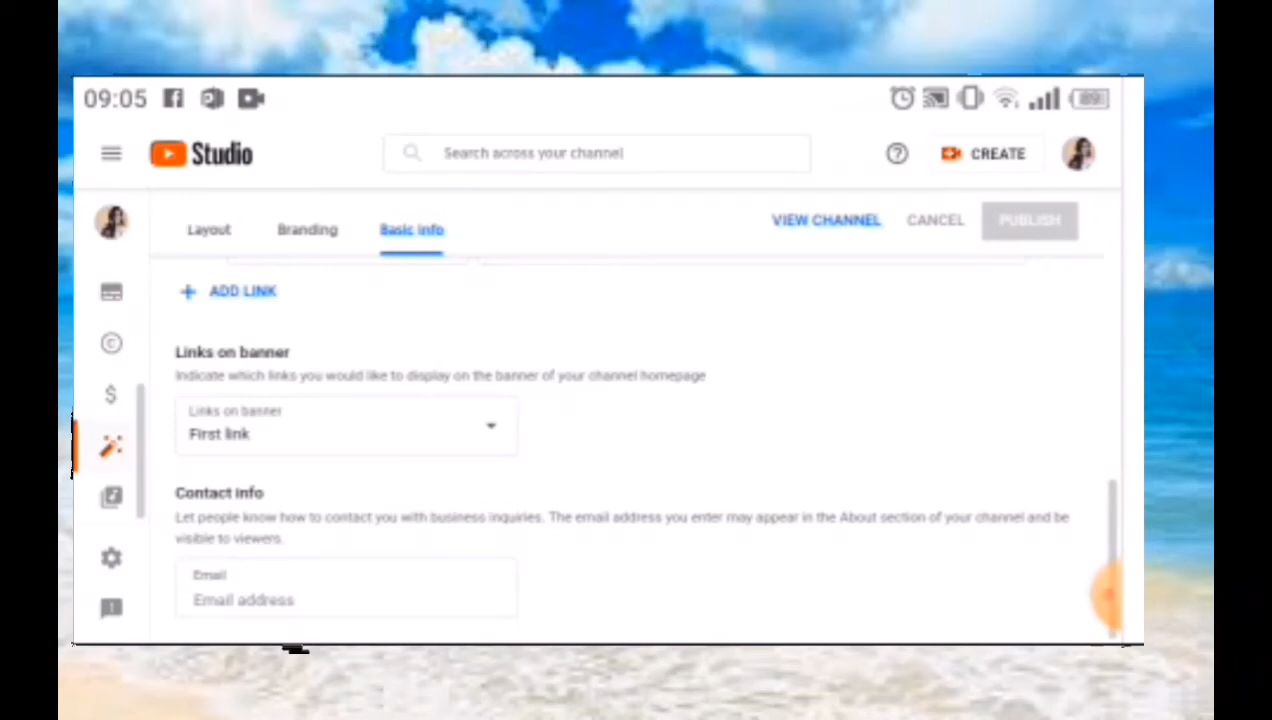 09:05
Studio
Search across your channel
CREATE
Layout
Branding
Basic info
VIEW CHANNEL
CANCEL
PUBLISH
+ ADD LINK
Links on banner
Indicate which links you would like to display on the banner of your channel homepage
Links on banner
First link
Contact info
Let people know how to contact you with business inquiries. The email address you enter may appear in the About section of your channel and be
visible to viewers.
Email
Email address